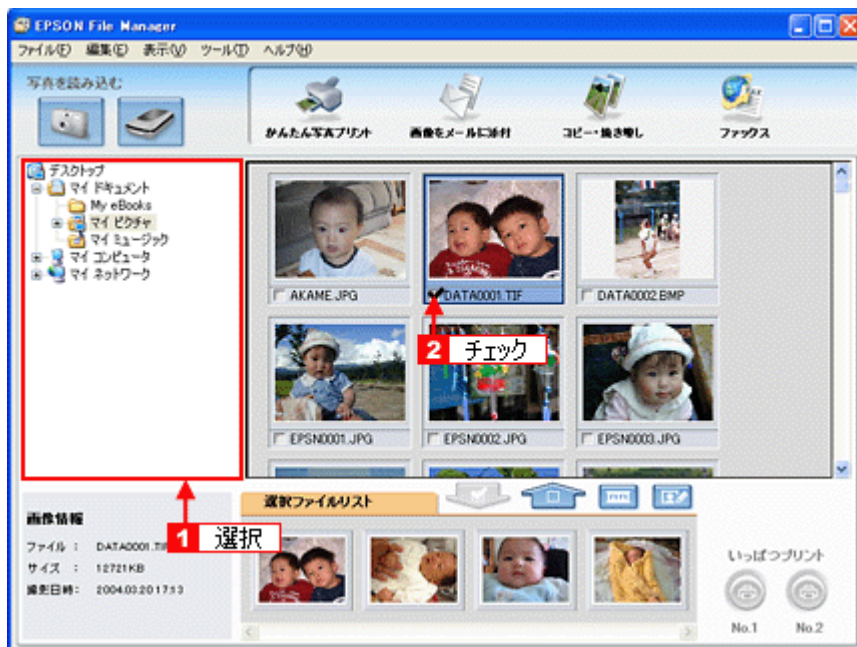 EPSON File Manager
ファイル(F) 編集(E) 表示(V) ツール(T) ヘルプ(H)
写真を読み込む
かんたん写真プリント 画像をメールに添付 コピー・焼き増し ファックス
デスクトップ
マイ ドキュメント
My eBooks
マイ ピクチャ
マイ ミュージック
マイ コンピュータ
マイ ネットワーク
AKAME.JPG DATA0001.TIF DATA0002.BMP
2 チェック
EPSN0001.JPG EPSN0002.JPG EPSN0003.JPG
1 選択
選択ファイルリスト
画像情報
ファイル : DATA0001.TIF
サイズ : 12721KB
撮影日時: 2004.03.20 17:13
いっぱつプリント
No.1 No.2